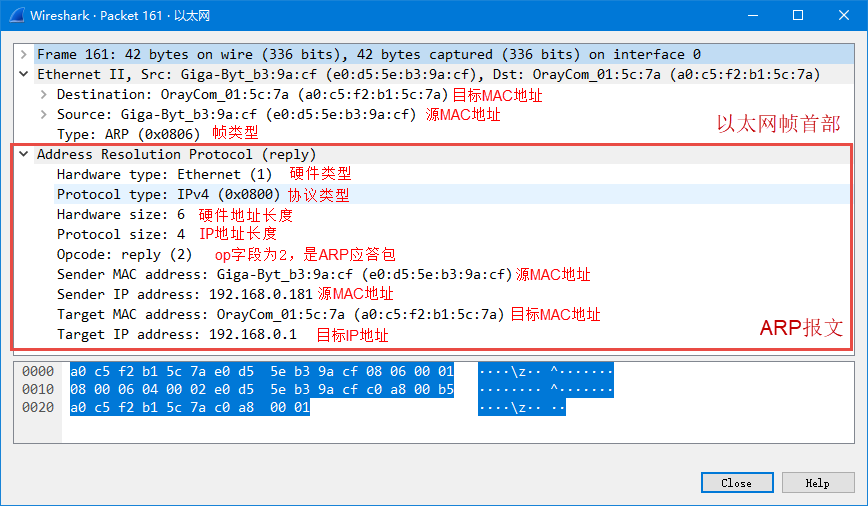 Wireshark · Packet 161 · 以太网
Frame 161: 42 bytes on wire (336 bits), 42 bytes captured (336 bits) on interface 0
Ethernet II, Src: Giga-Byt_b3:9a:cf (e0:d5:5e:b3:9a:cf), Dst: OrayCom_b1:5c:7a (a0:c5:f2:b1:5c:7a)
Destination: OrayCom_b1:5c:7a (a0:c5:f2:b1:5c:7a) 目标MAC地址
Source: Giga-Byt_b3:9a:cf (e0:d5:5e:b3:9a:cf) 源MAC地址
Type: ARP (0x0806) 帧类型
以太网帧首部
Address Resolution Protocol (reply)
Hardware type: Ethernet (1) 硬件类型
Protocol type: IPv4 (0x0800) 协议类型
Hardware size: 6 硬件地址长度
Protocol size: 4 IP地址长度
Opcode: reply (2) op字段为2，是ARP应答包
Sender MAC address: Giga-Byt_b3:9a:cf (e0:d5:5e:b3:9a:cf) 源MAC地址
Sender IP address: 192.168.0.181 源MAC地址
Target MAC address: OrayCom_b1:5c:7a (a0:c5:f2:b1:5c:7a) 目标MAC地址
Target IP address: 192.168.0.1 目标IP地址
ARP报文
0000 a0 c5 f2 b1 5c 7a e0 d5 5e b3 9a cf 08 06 00 01 ····\z·· ^·······
0010 08 00 06 04 00 02 e0 d5 5e b3 9a cf c0 a8 00 b5 ········ ^·······
0020 a0 c5 f2 b1 5c 7a c0 a8 00 01 ····\z·· ··
Close Help